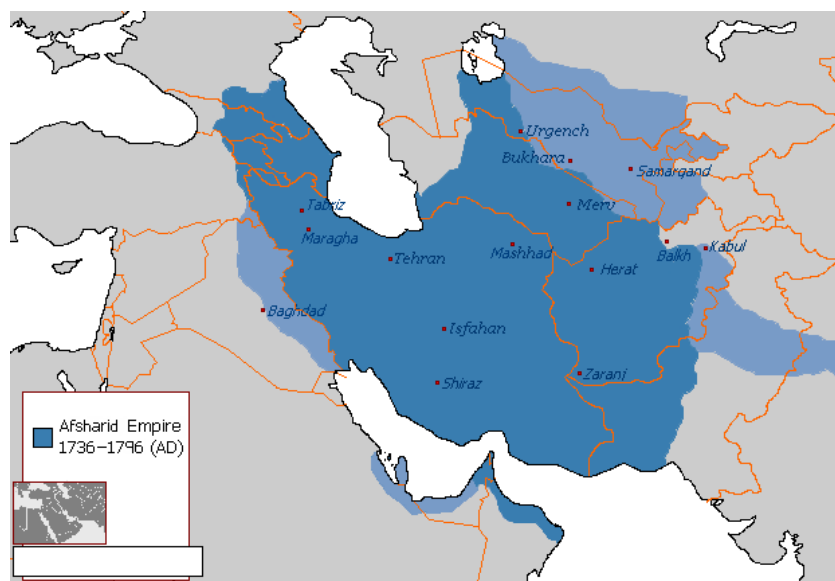 Urgench
Bukhara
Samarqand
Tabriz
Merv
Maragha
Mashhad
Balkh
Kabul
Tehran
Herat
Baghdad
Isfahan
Shiraz
Zaranj
Afsharid Empire
1736-1796 (AD)